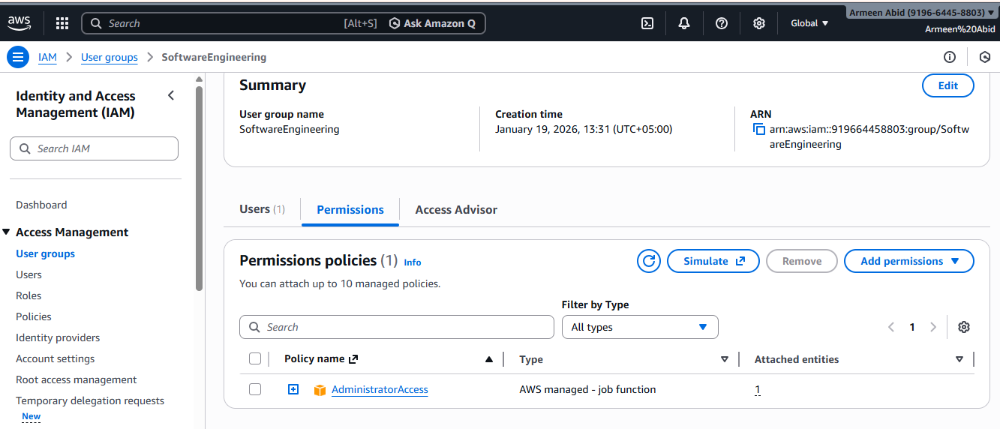 aws
Search [Alt+S] Ask Amazon Q
Global
Armeen Abid (9196-6445-8803)
Armeen%20Abid
IAM > User groups > SoftwareEngineering
Identity and Access
Management (IAM)
Search IAM
Dashboard
Access Management
User groups
Users
Roles
Policies
Identity providers
Account settings
Root access management
Temporary delegation requests
New
Summary
Edit
User group name
SoftwareEngineering
Creation time
January 19, 2026, 13:31 (UTC+05:00)
ARN
arn:aws:iam::919664458803:group/Softw
areEngineering
Users (1) Permissions Access Advisor
Permissions policies (1) Info
Simulate Remove Add permissions
You can attach up to 10 managed policies.
Filter by Type
Search All types 1
Policy name Type Attached entities
AdministratorAccess AWS managed - job function 1